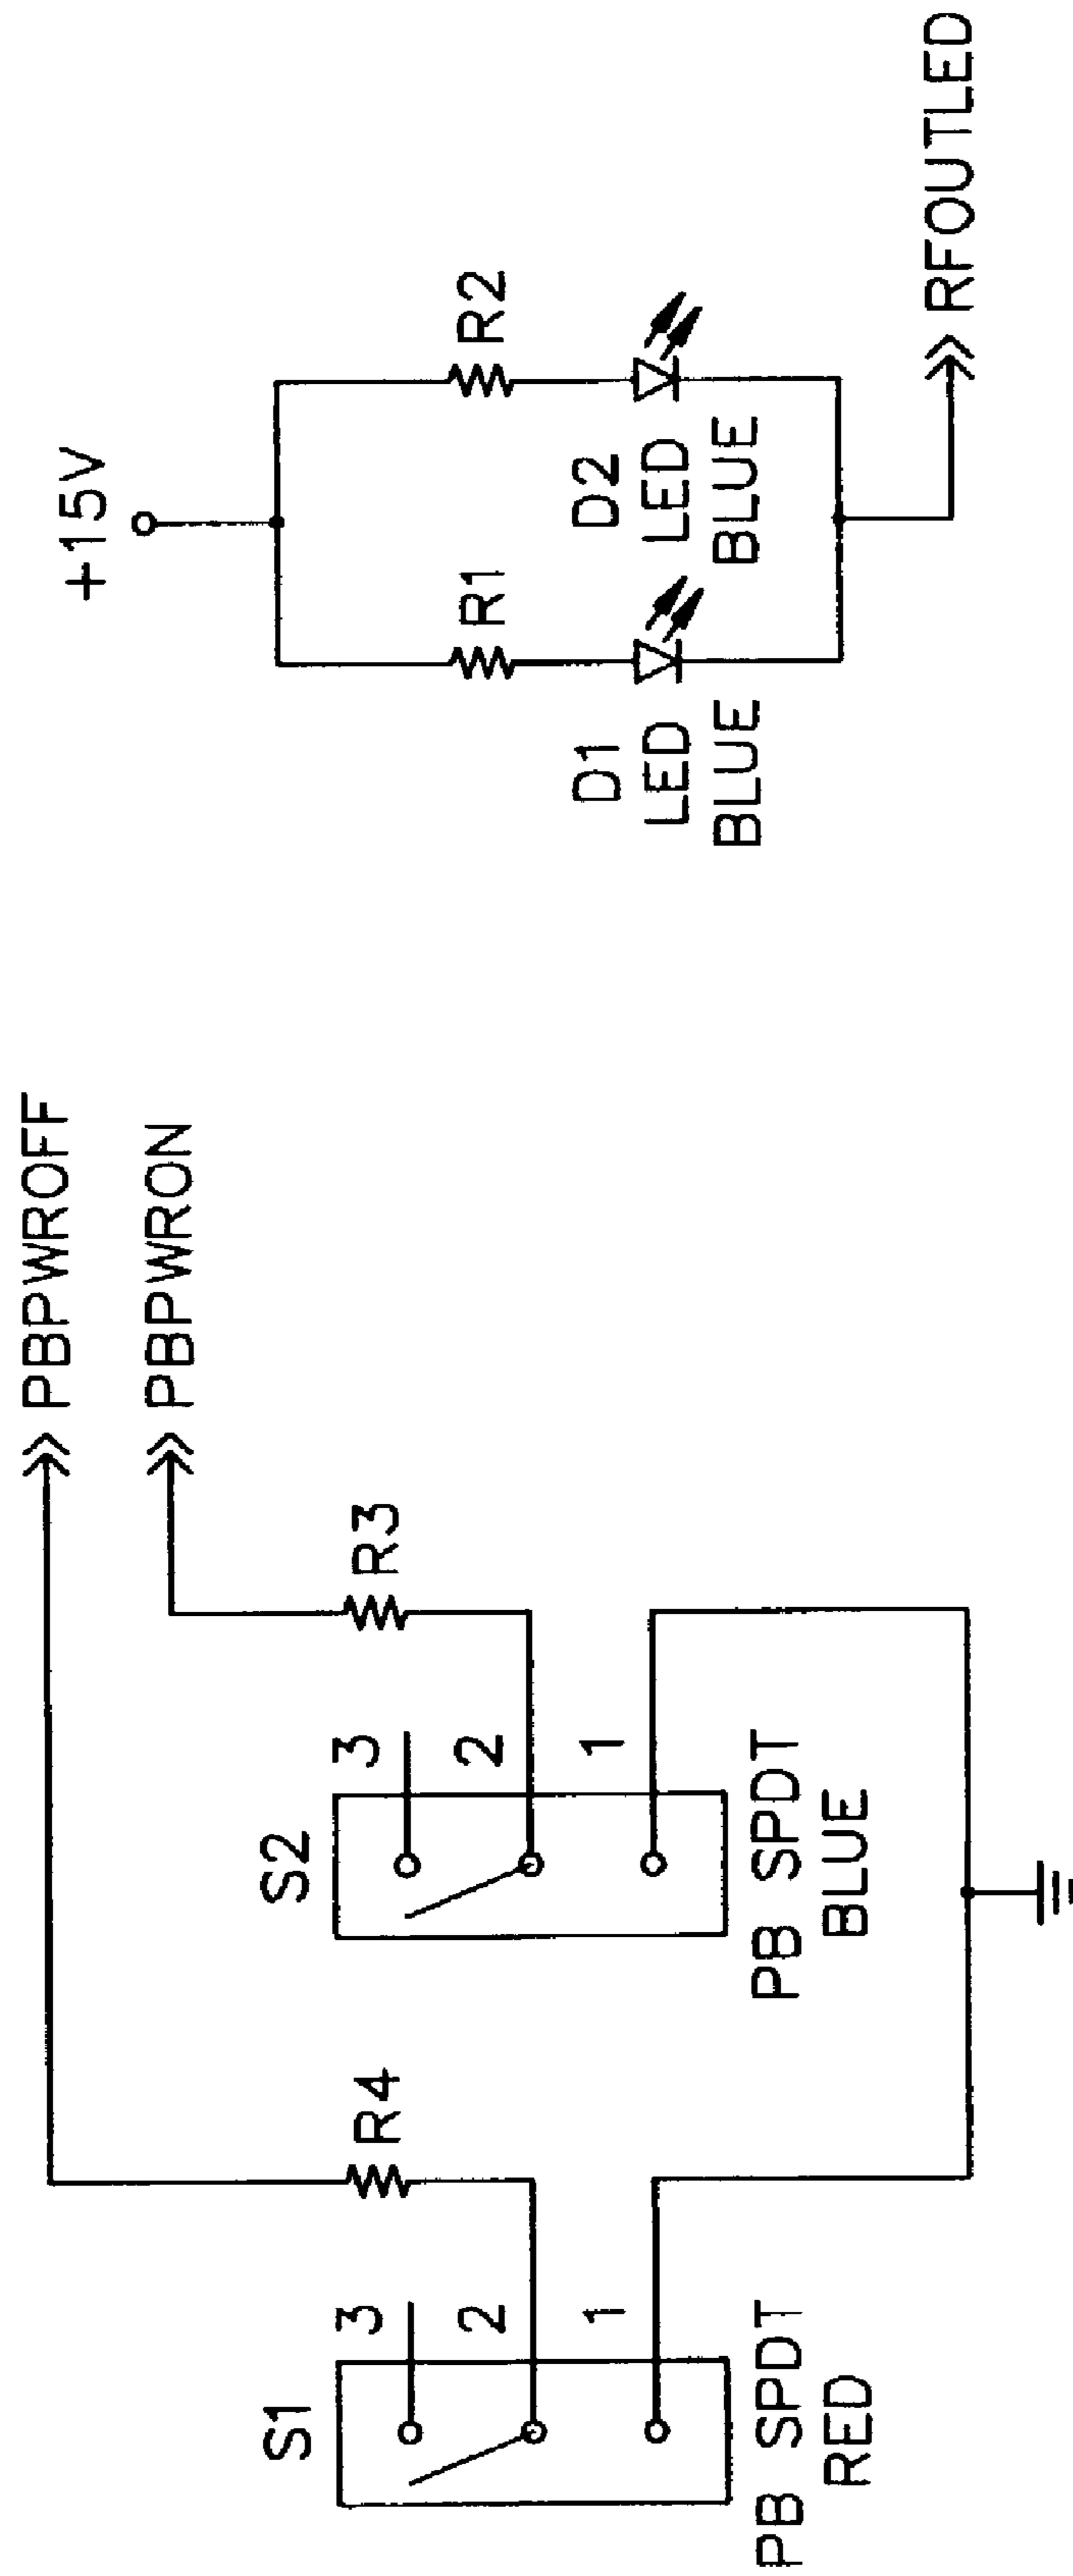 PBPWROFF
PBPWRON
R4
R3
S1
3
2
1
PB SPDT
RED
S2
3
2
1
PB SPDT
BLUE
+15V
R1
R2
D1
LED
BLUE
D2
LED
BLUE
RFOUTLED